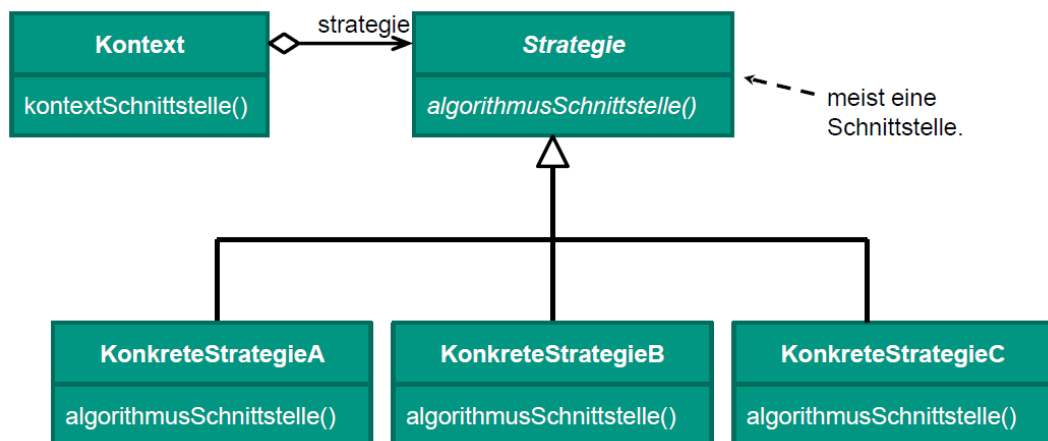 Kontext
strategie
Strategie
kontextSchnittstelle()
algorithmusSchnittstelle()
meist eine
Schnittstelle.
KonkreteStrategieA
KonkreteStrategieB
KonkreteStrategieC
algorithmusSchnittstelle()
algorithmusSchnittstelle()
algorithmusSchnittstelle()